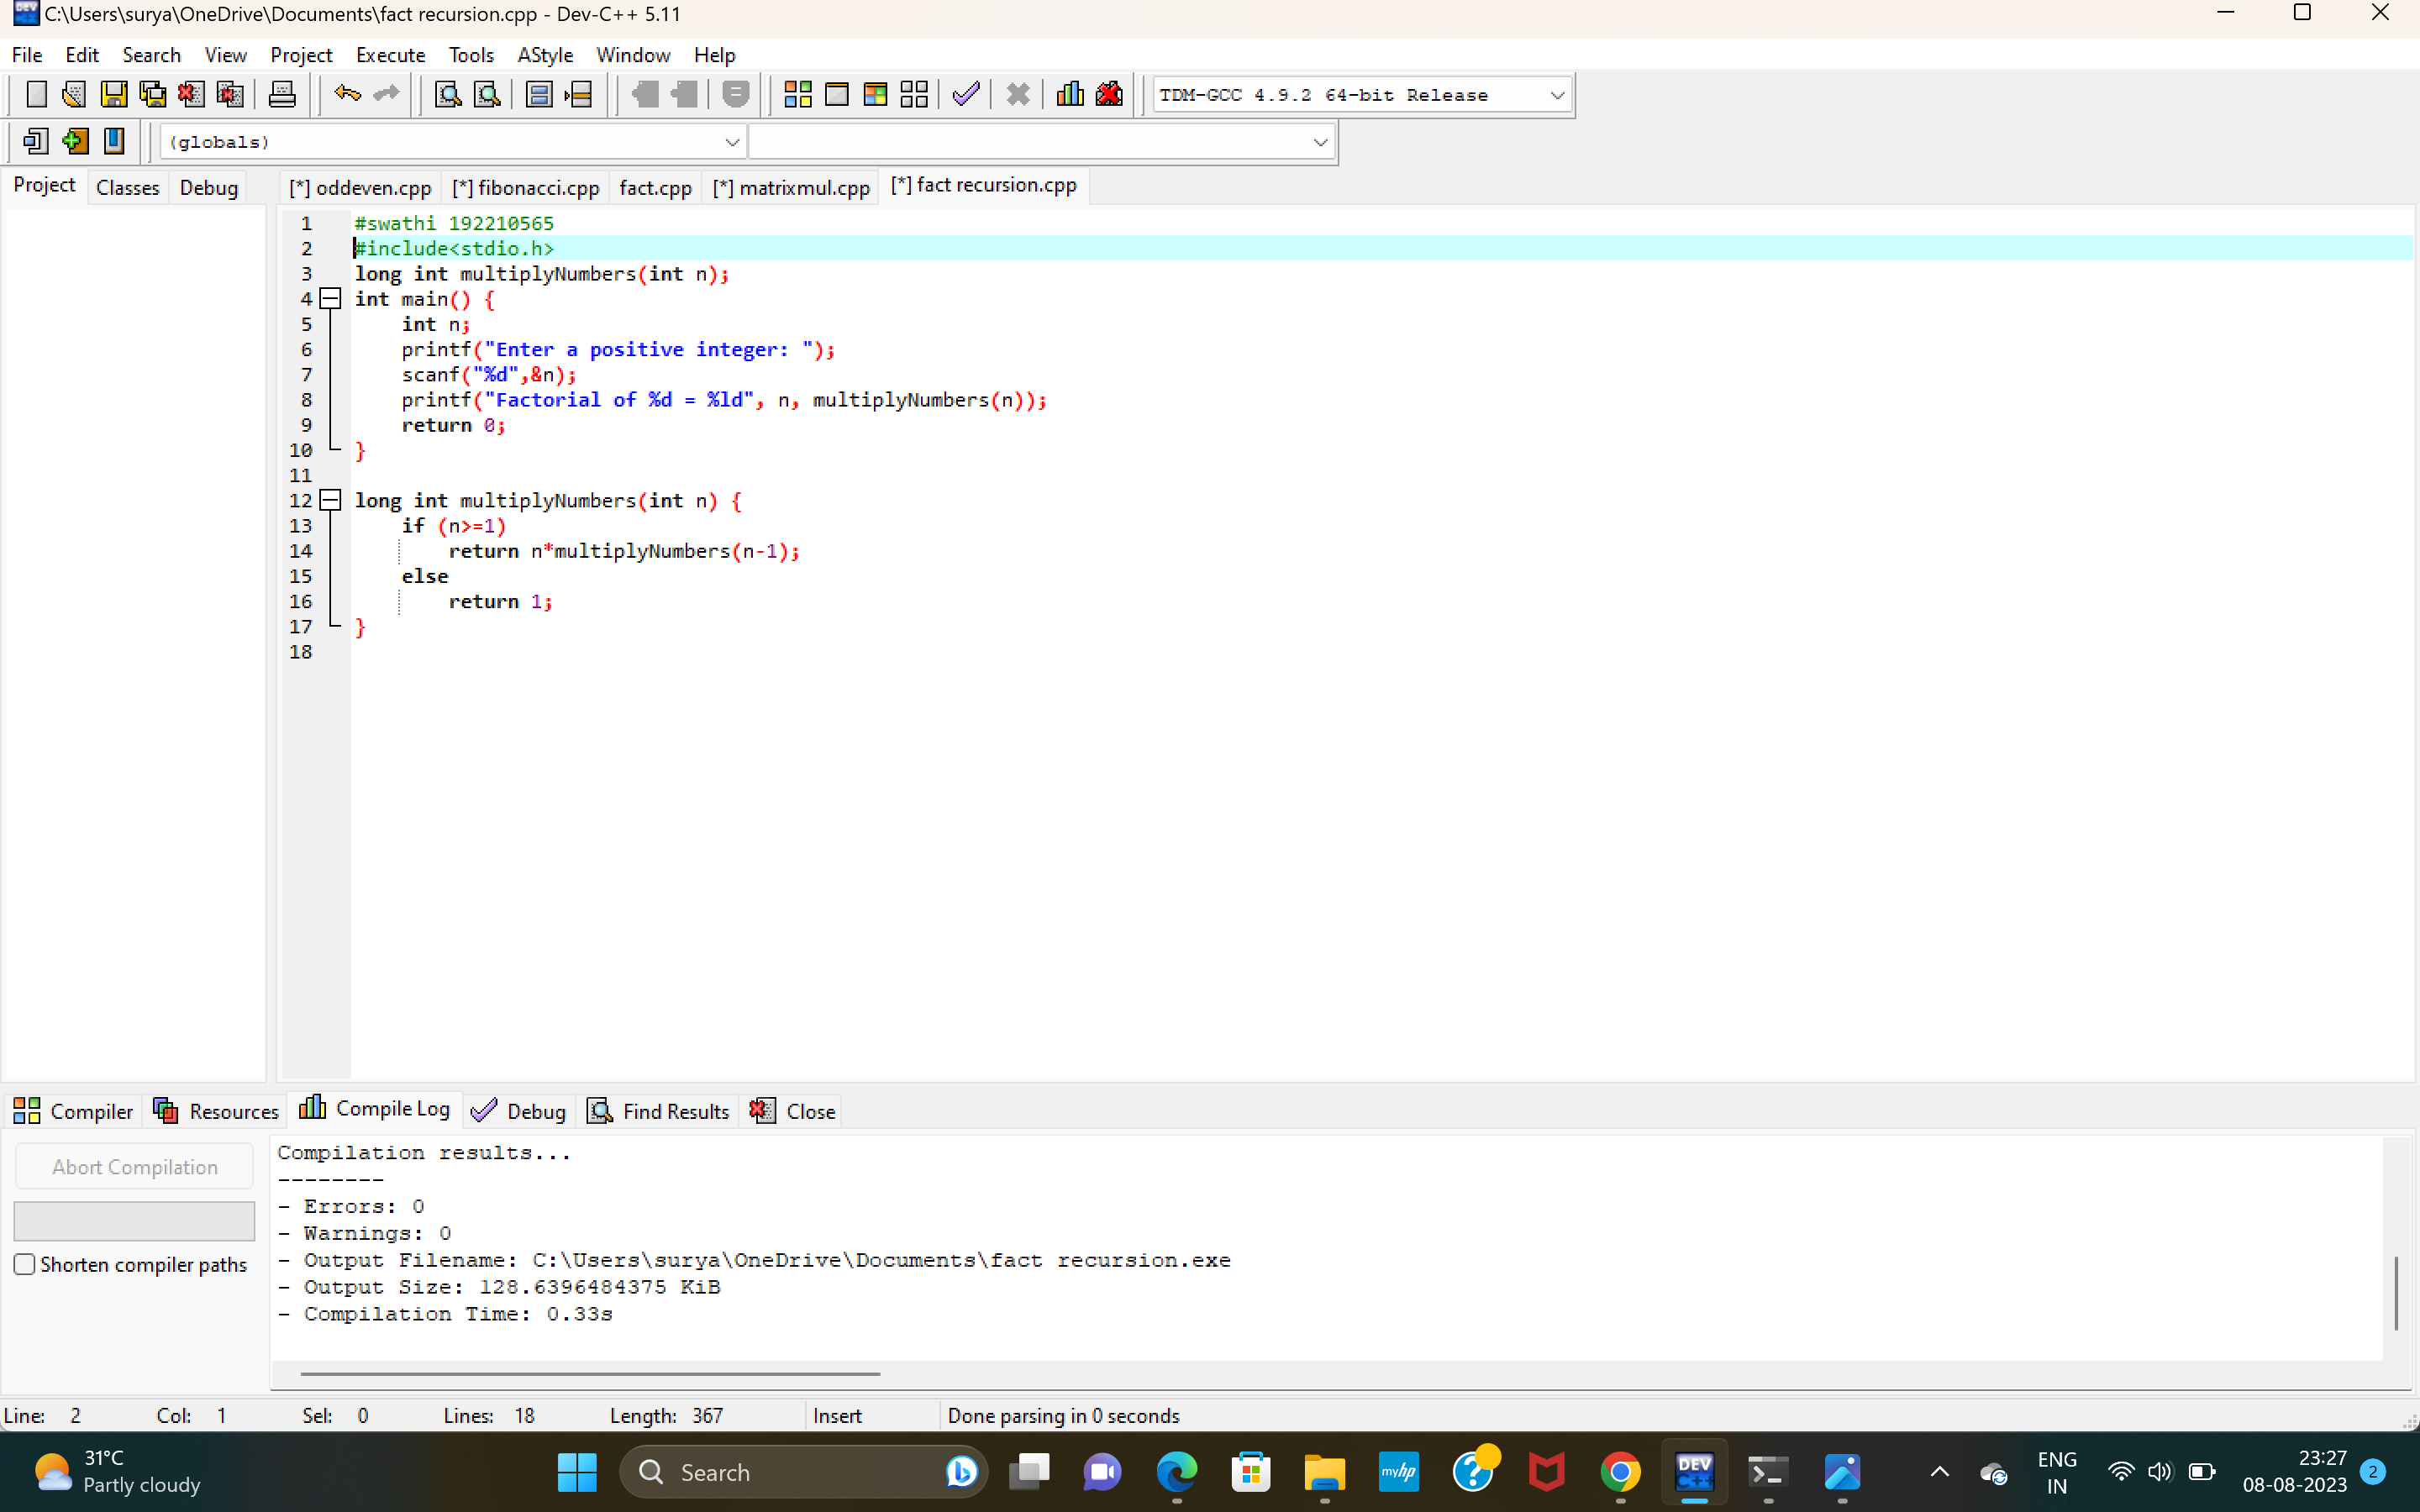 C:\Users\surya\OneDrive\Documents\fact recursion.cpp - Dev-C++ 5.11
File Edit Search View Project Execute Tools AStyle Window Help
TDM-GCC 4.9.2 64-bit Release
(globals)
Project Classes Debug [*] oddeven.cpp [*] fibonacci.cpp fact.cpp [*] matrixmul.cpp [*] fact recursion.cpp
1 #swathi 192210565
2 #include<stdio.h>
3 long int multiplyNumbers(int n);
4 int main() {
5     int n;
6     printf("Enter a positive integer: ");
7     scanf("%d",&n);
8     printf("Factorial of %d = %ld", n, multiplyNumbers(n));
9     return 0;
10 }
11
12 long int multiplyNumbers(int n) {
13     if (n>=1)
14         return n*multiplyNumbers(n-1);
15     else
16         return 1;
17 }
18
Compiler Resources Compile Log Debug Find Results Close
Abort Compilation
Shorten compiler paths
Compilation results...
--------
- Errors: 0
- Warnings: 0
- Output Filename: C:\Users\surya\OneDrive\Documents\fact recursion.exe
- Output Size: 128.6396484375 KiB
- Compilation Time: 0.33s
Line: 2 Col: 1 Sel: 0 Lines: 18 Length: 367 Insert Done parsing in 0 seconds
31°C
Partly cloudy
Search
myhp
DEV
C++
ENG
IN
23:27
08-08-2023
2